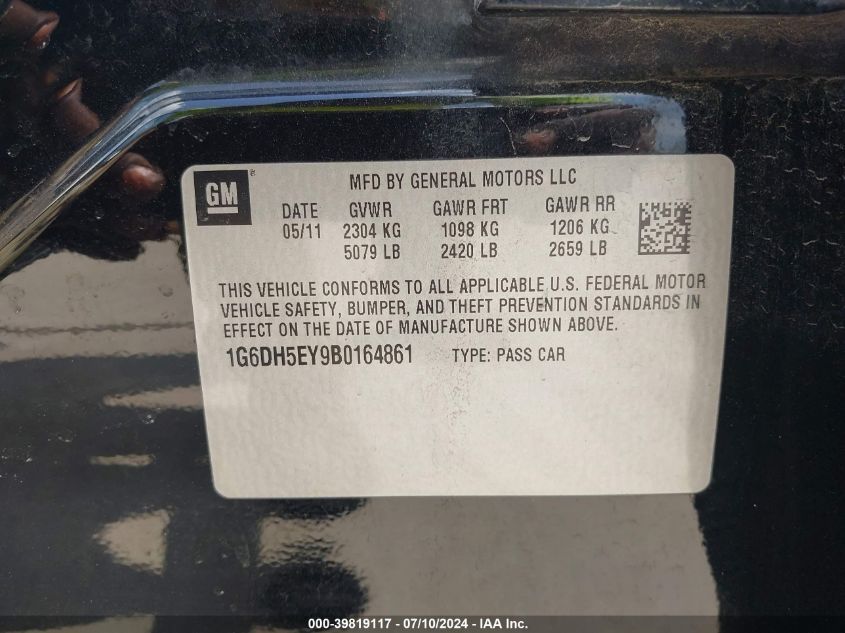 GM ®
MFD BY GENERAL MOTORS LLC
DATE GVWR GAWR FRT GAWR RR
05/11 2304 KG 1098 KG 1206 KG
5079 LB 2420 LB 2659 LB
THIS VEHICLE CONFORMS TO ALL APPLICABLE U.S. FEDERAL MOTOR
VEHICLE SAFETY, BUMPER, AND THEFT PREVENTION STANDARDS IN
EFFECT ON THE DATE OF MANUFACTURE SHOWN ABOVE.
1G6DH5EY9B0164861 TYPE: PASS CAR
000-39819117 - 07/10/2024 - IAA Inc.